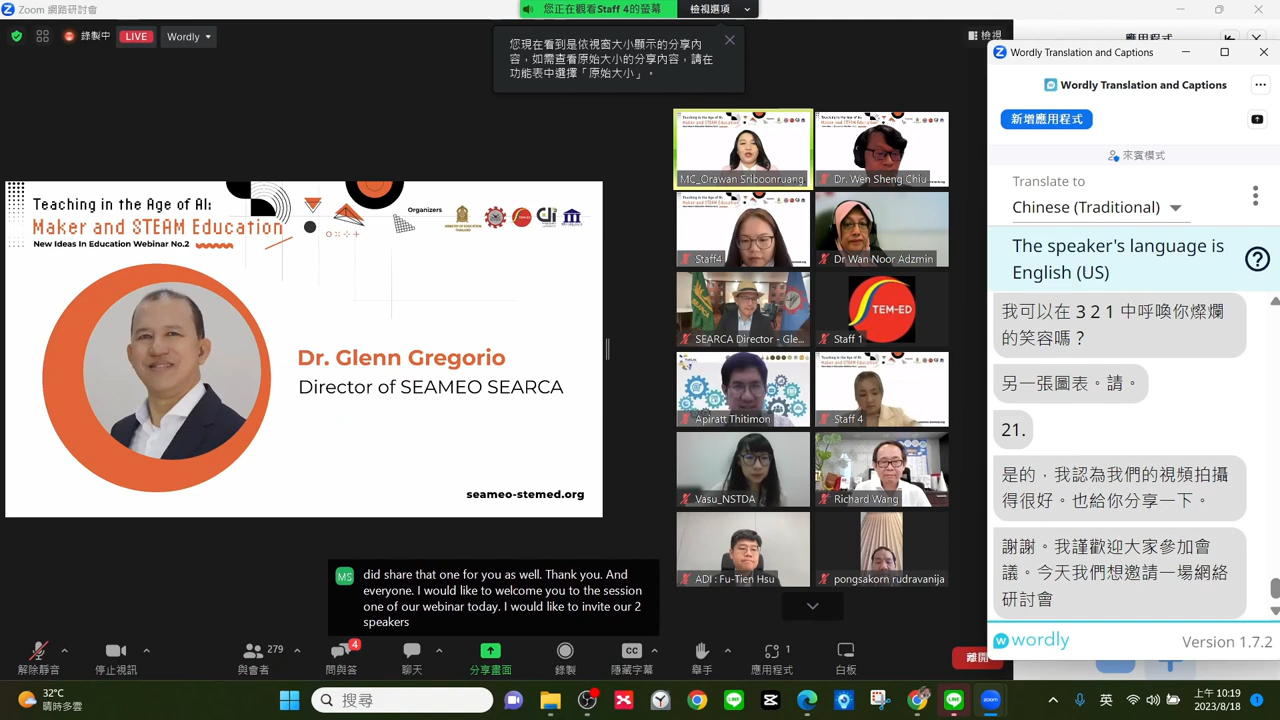 Zoom 網路研討會
您正在觀看Staff 4的螢幕
檢視選項
錄製中
LIVE
Wordly
檢視
應用程式
您現在看到是依視窗大小顯示的分享內
容，如需查看原始大小的分享內容，請在
功能表中選擇「原始大小」。
Teaching in the Age of AI:
Maker and STEAM Education
New Ideas In Education Webinar No.2
Organizers
Dr. Glenn Gregorio
Director of SEAMEO SEARCA
seameo-stemed.org
MC_Orawan Sriboonruang
Dr. Wen Sheng Chiu
Staff4
Dr Wan Noor Adzmin
SEARCA Director - Gle...
TEM-ED
Staff 1
Apiratt Thitimon
Staff 4
Vasu_NSTDA
Richard Wang
ADI : Fu-Tien Hsu
pongsakorn rudravanija
MS
did share that one for you as well. Thank you. And
everyone. I would like to welcome you to the session
one of our webinar today. I would like to invite our 2
speakers
Wordly Translation and Captions
Wordly Translation and Captions
新增應用程式
來賓模式
Translate to
Chinese (Traditional)
The speaker's language is
English (US)
我可以在 3 2 1 中呼喚你燦爛
的笑容嗎？
另一張圖表。請。
21.
是的，我認為我們的視頻拍攝
得很好。也給你分享一下。
謝謝。我謹歡迎大家參加會
議。今天我們想邀請一場網絡
研討會
wordly
Version 1.7.2
解除靜音
停止視訊
279
與會者
4
問與答
聊天
分享畫面
錄製
CC
隱藏字幕
舉手
1
應用程式
白板
離開
32°C
晴時多雲
搜尋
英
上午 10:19
2023/8/18